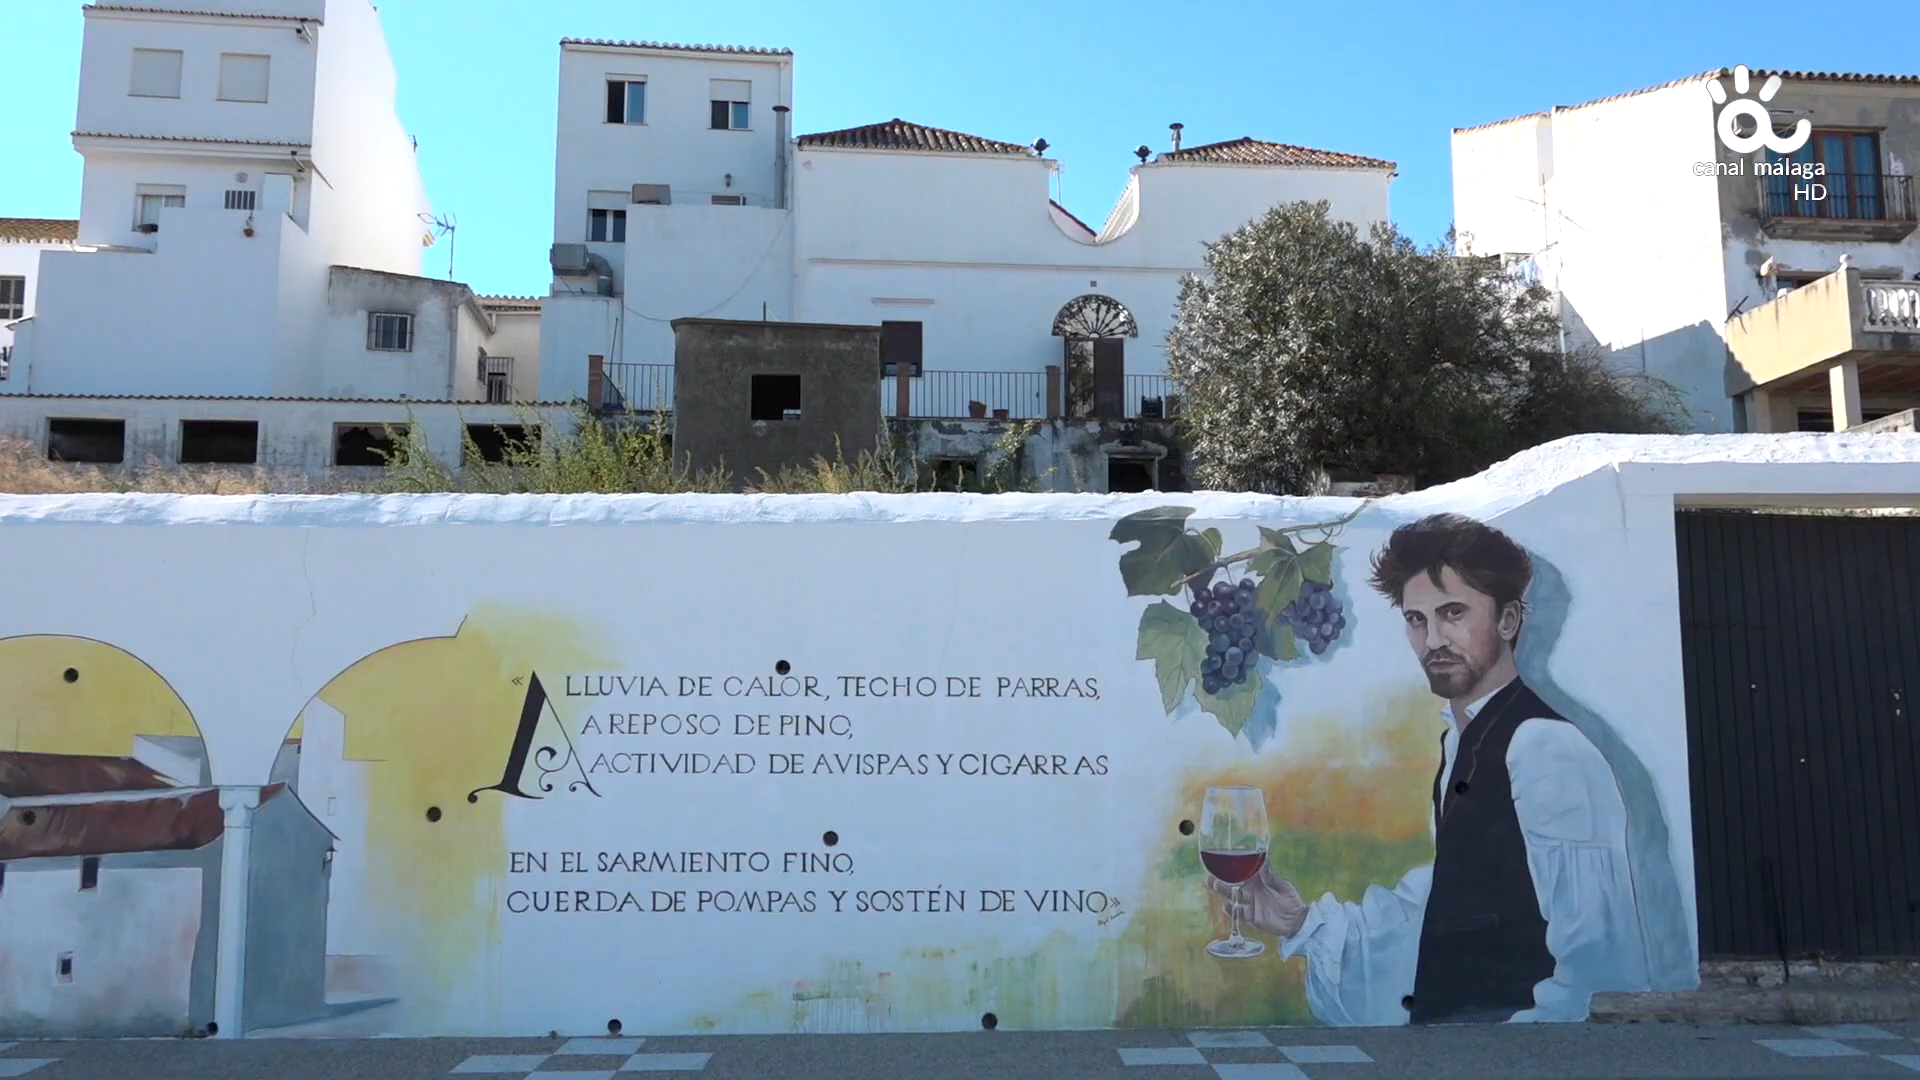 canal málaga
HD
«A LLUVIA DE CALOR, TECHO DE PARRAS,
A REPOSO DE PINO,
A ACTIVIDAD DE AVISPAS Y CIGARRAS
EN EL SARMIENTO FINO,
CUERDA DE POMPAS Y SOSTÉN DE VINO»